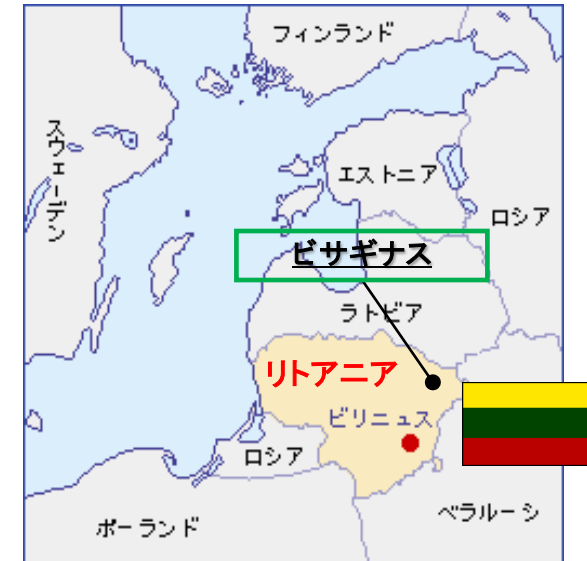 フィンランド
スウェーデン
エストニア
ロシア
ビサギナス
ラトビア
リトアニア
ビリニュス
ロシア
ベラルーシ
ポーランド